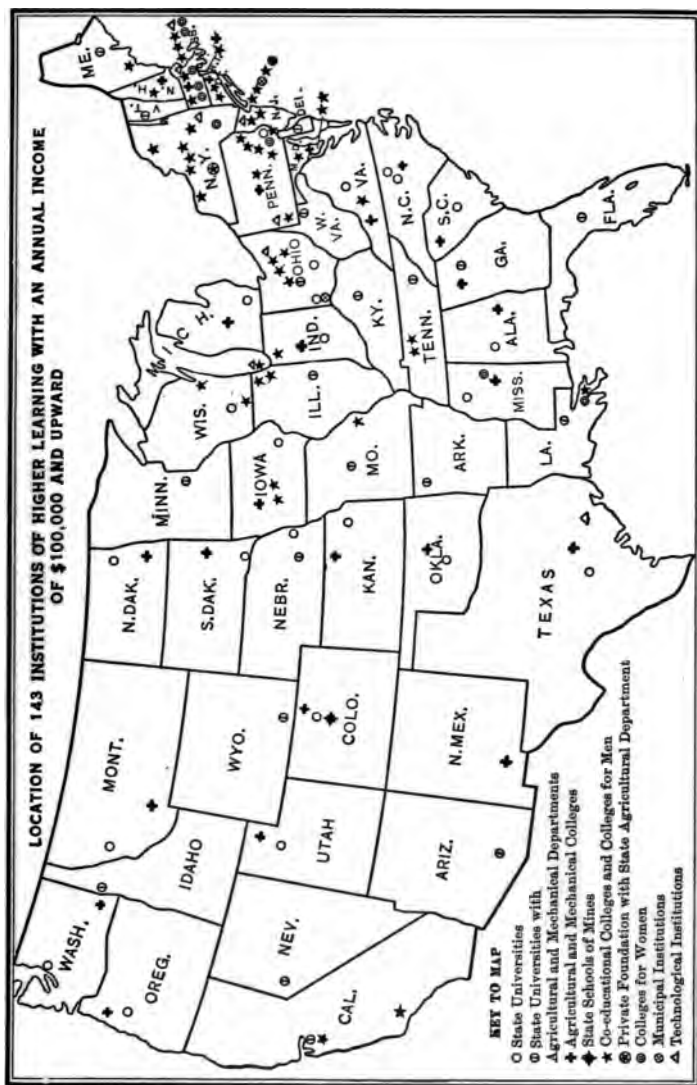 LOCATION OF 143 INSTITUTIONS OF HIGHER LEARNING WITH AN ANNUAL INCOME
OF $100,000 AND UPWARD
WASH.
OREG.
CAL.
NEV.
IDAHO
MONT.
WYO.
UTAH
COLO.
ARIZ.
N.MEX.
N.DAK.
S.DAK.
NEBR.
KAN.
OKLA.
TEXAS
MINN.
IOWA
MO.
ARK.
LA.
WIS.
ILL.
MICH.
IND.
OHIO
KY.
TENN.
MISS.
ALA.
GA.
FLA.
S.C.
N.C.
VA.
W.
VA.
PENN.
N.Y.
N.J.
DEL.
VT.
N.H.
ME.
KEY TO MAP
State Universities
State Universities with
Agricultural and Mechanical Departments
Agricultural and Mechanical Colleges
State Schools of Mines
Co-educational Colleges and Colleges for Men
Private Foundation with State Agricultural Department
Colleges for Women
Municipal Institutions
Technological Institutions